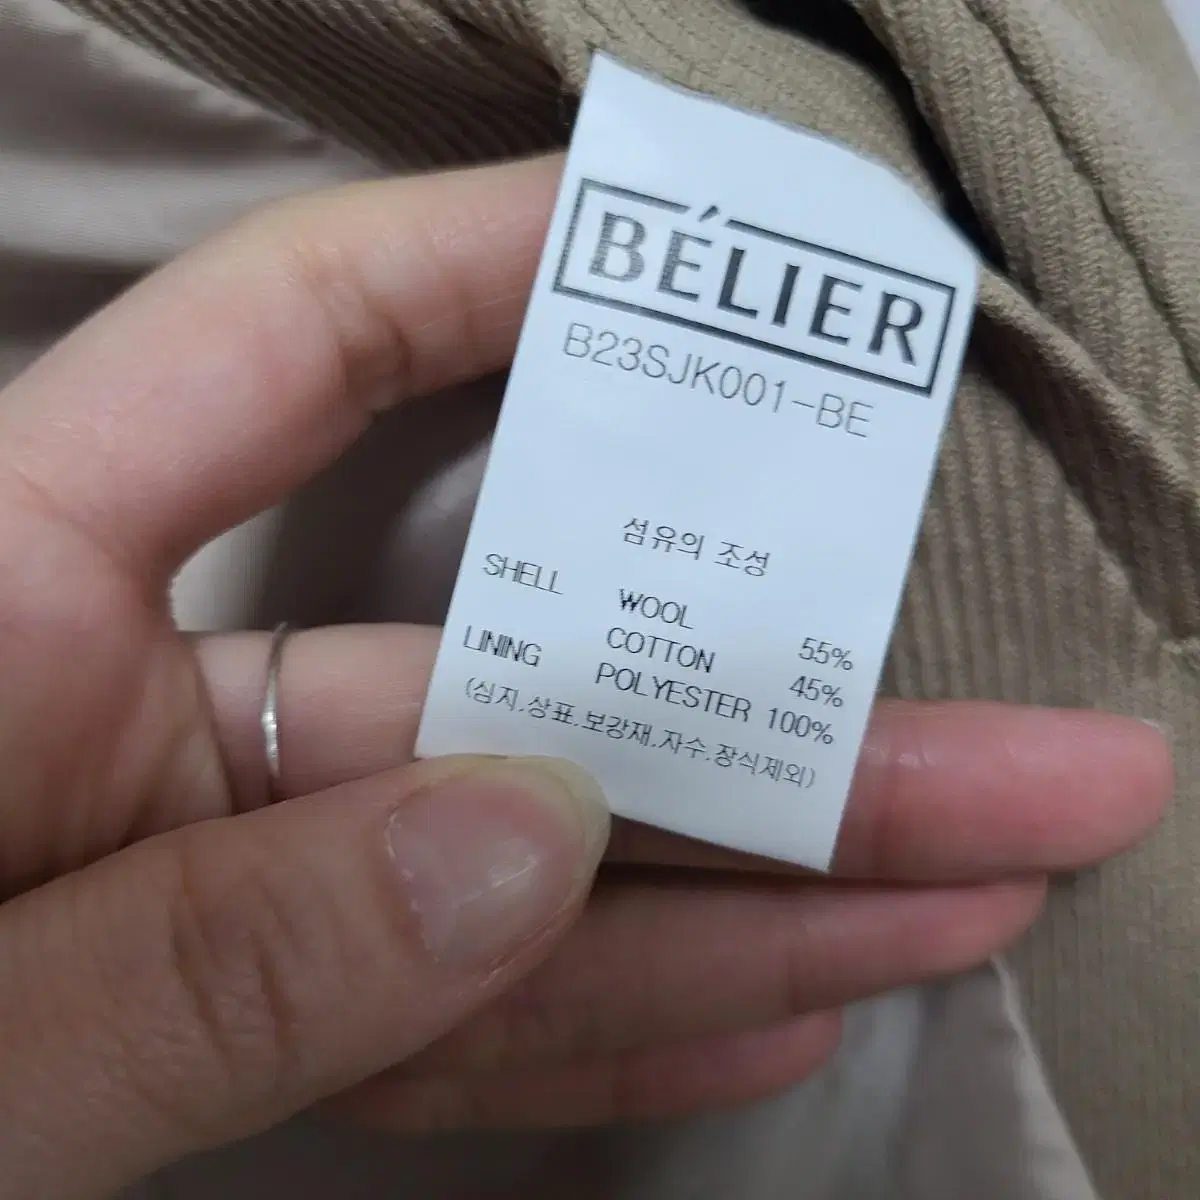 BÉLIER
B23SJK001-BE
섬유의 조성
SHELL WOOL 55%
COTTON 45%
LINING POLYESTER 100%
(심지.상표.보강재.자수.장식제외)